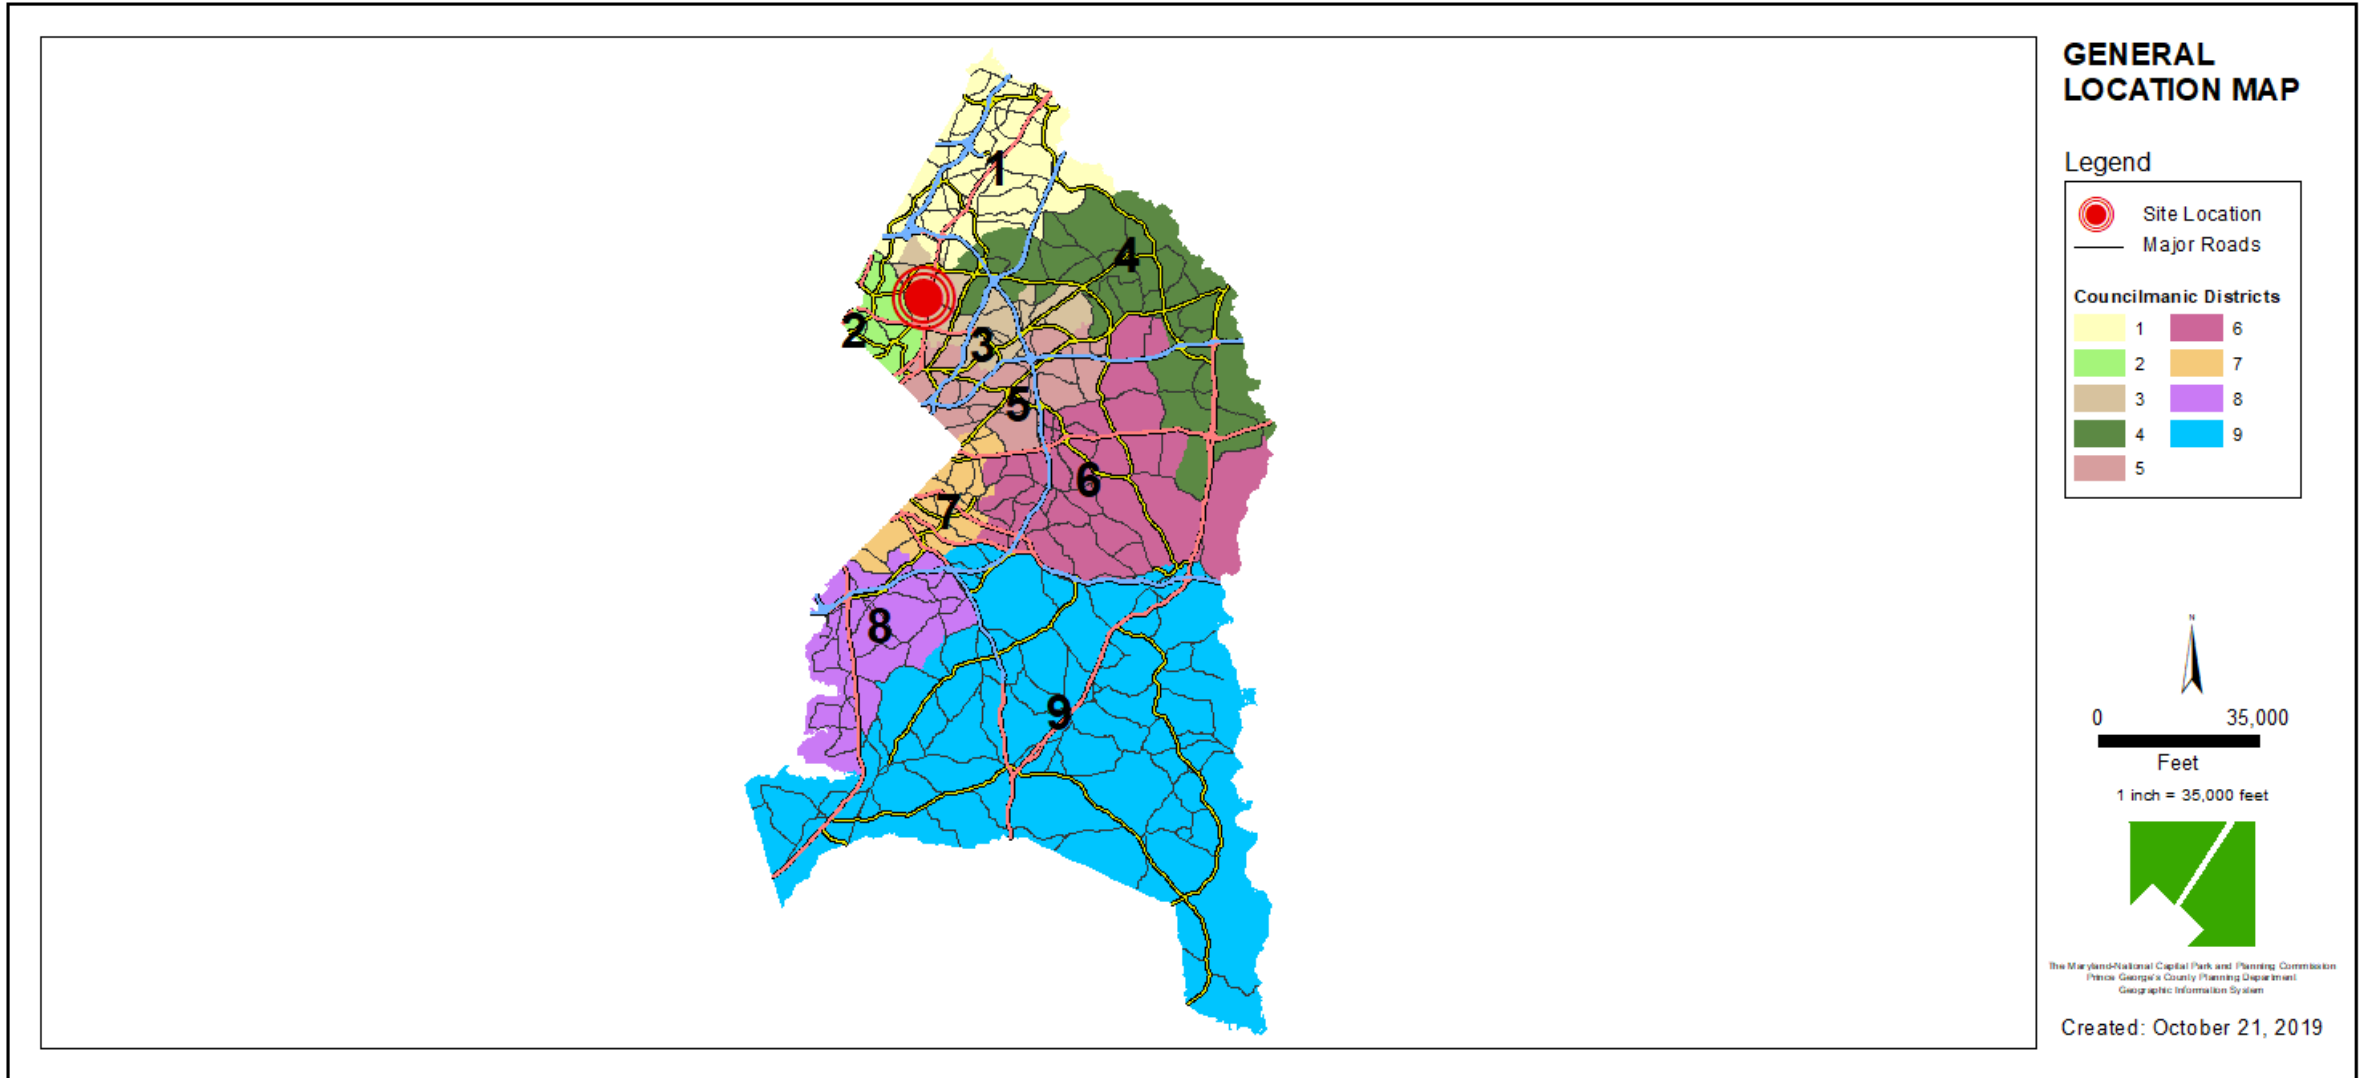 GENERAL
LOCATION MAP
Legend
Site Location
Major Roads
Councilmanic Districts
1 6
2 7
3 8
4 9
5
1
4
2
3
5
6
7
8
9
N
0 35,000
Feet
1 inch = 35,000 feet
The Maryland-National Capital Park and Planning Commission
Prince George's County Planning Department
Geographic Information System
Created: October 21, 2019